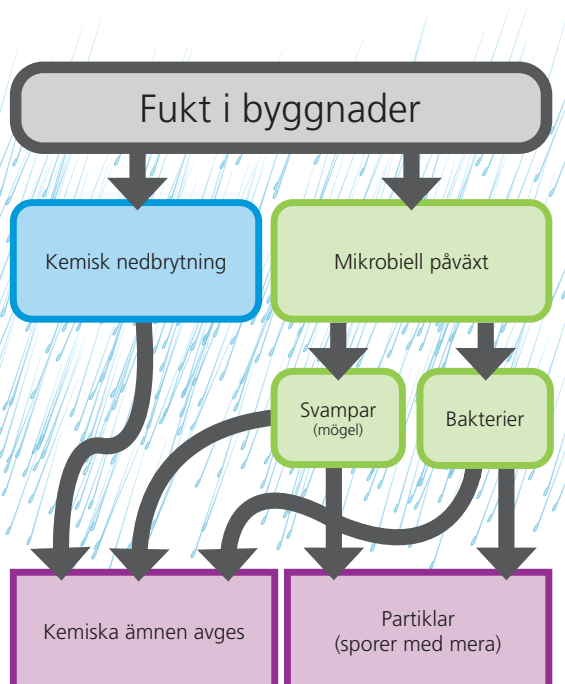 Fukt i byggnader
Kemisk nedbrytning
Mikrobiell påväxt
Svampar
(mögel)
Bakterier
Kemiska ämnen avges
Partiklar
(sporer med mera)